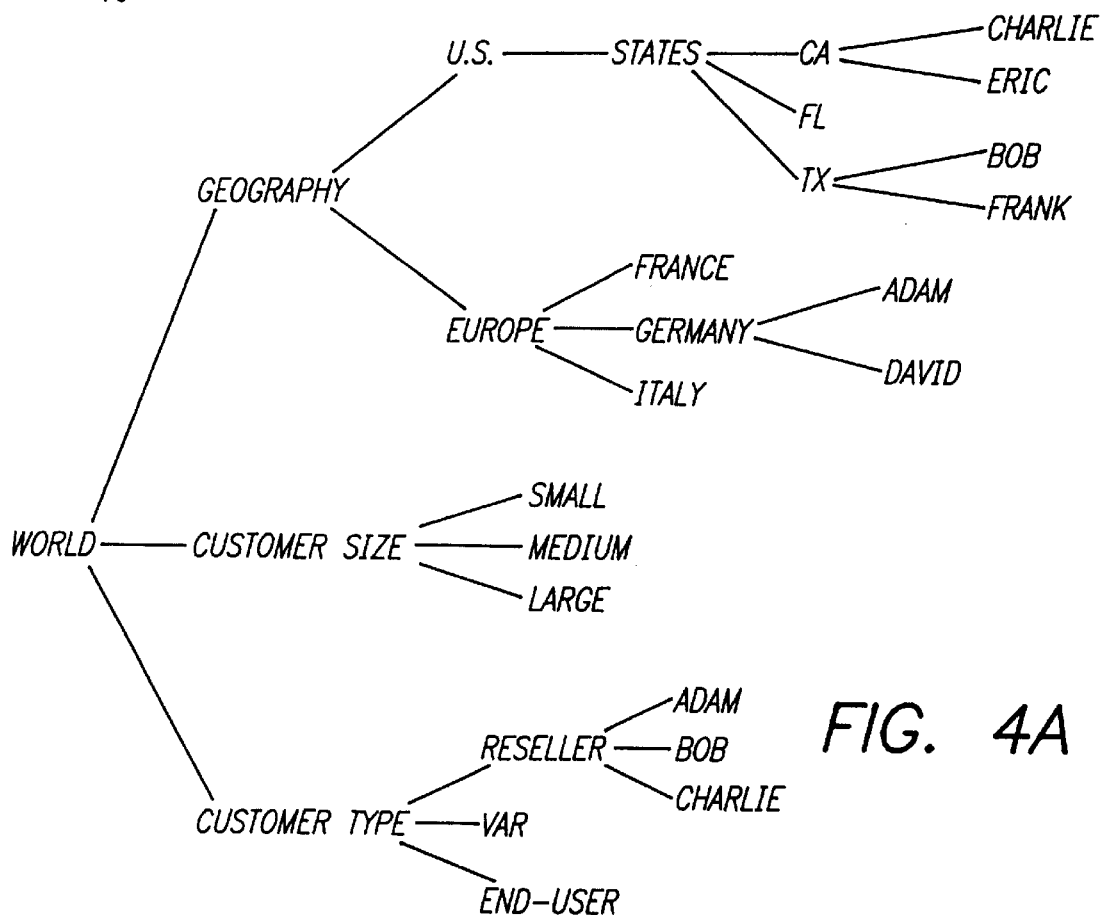 U.S.
STATES
CA
CHARLIE
ERIC
FL
TX
BOB
FRANK
GEOGRAPHY
EUROPE
FRANCE
GERMANY
ADAM
DAVID
ITALY
WORLD
CUSTOMER SIZE
SMALL
MEDIUM
LARGE
CUSTOMER TYPE
RESELLER
ADAM
BOB
CHARLIE
VAR
END-USER
FIG. 4A